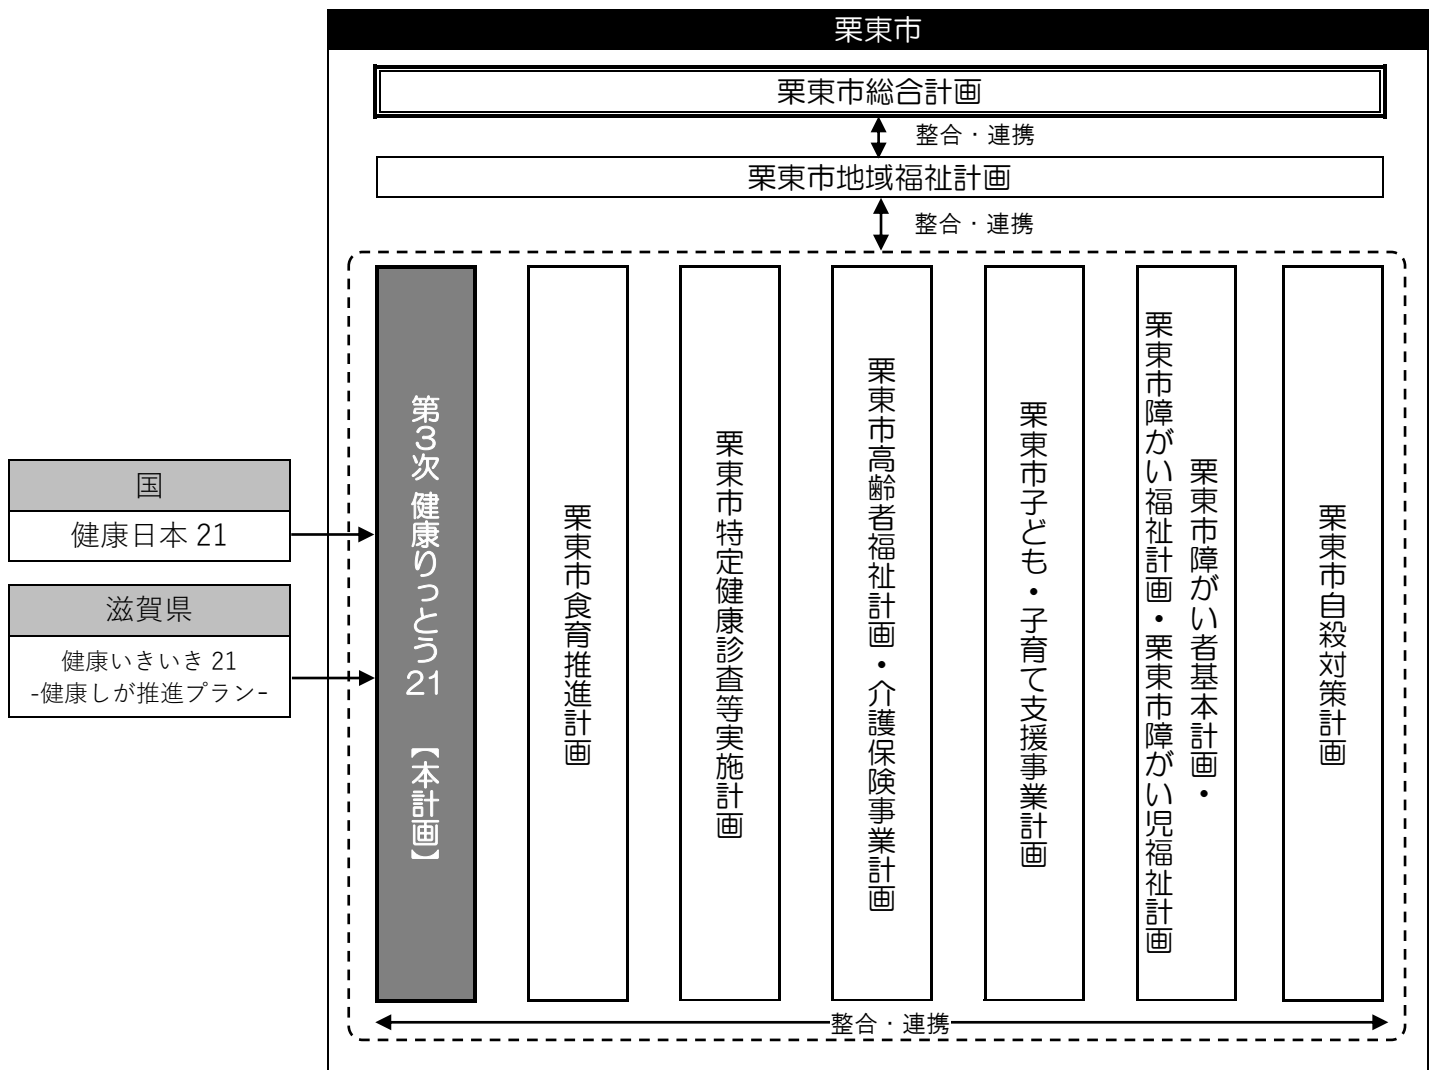 栗東市
栗東市総合計画
整合・連携
栗東市地域福祉計画
整合・連携
国
健康日本 21
滋賀県
健康いきいき 21
-健康しが推進プラン-
第３次 健康りっとう 21 【本計画】
栗東市食育推進計画
栗東市特定健康診査等実施計画
栗東市高齢者福祉計画・介護保険事業計画
栗東市子ども・子育て支援事業計画
栗東市障がい者基本計画・
栗東市障がい福祉計画・栗東市障がい児福祉計画
栗東市自殺対策計画
整合・連携